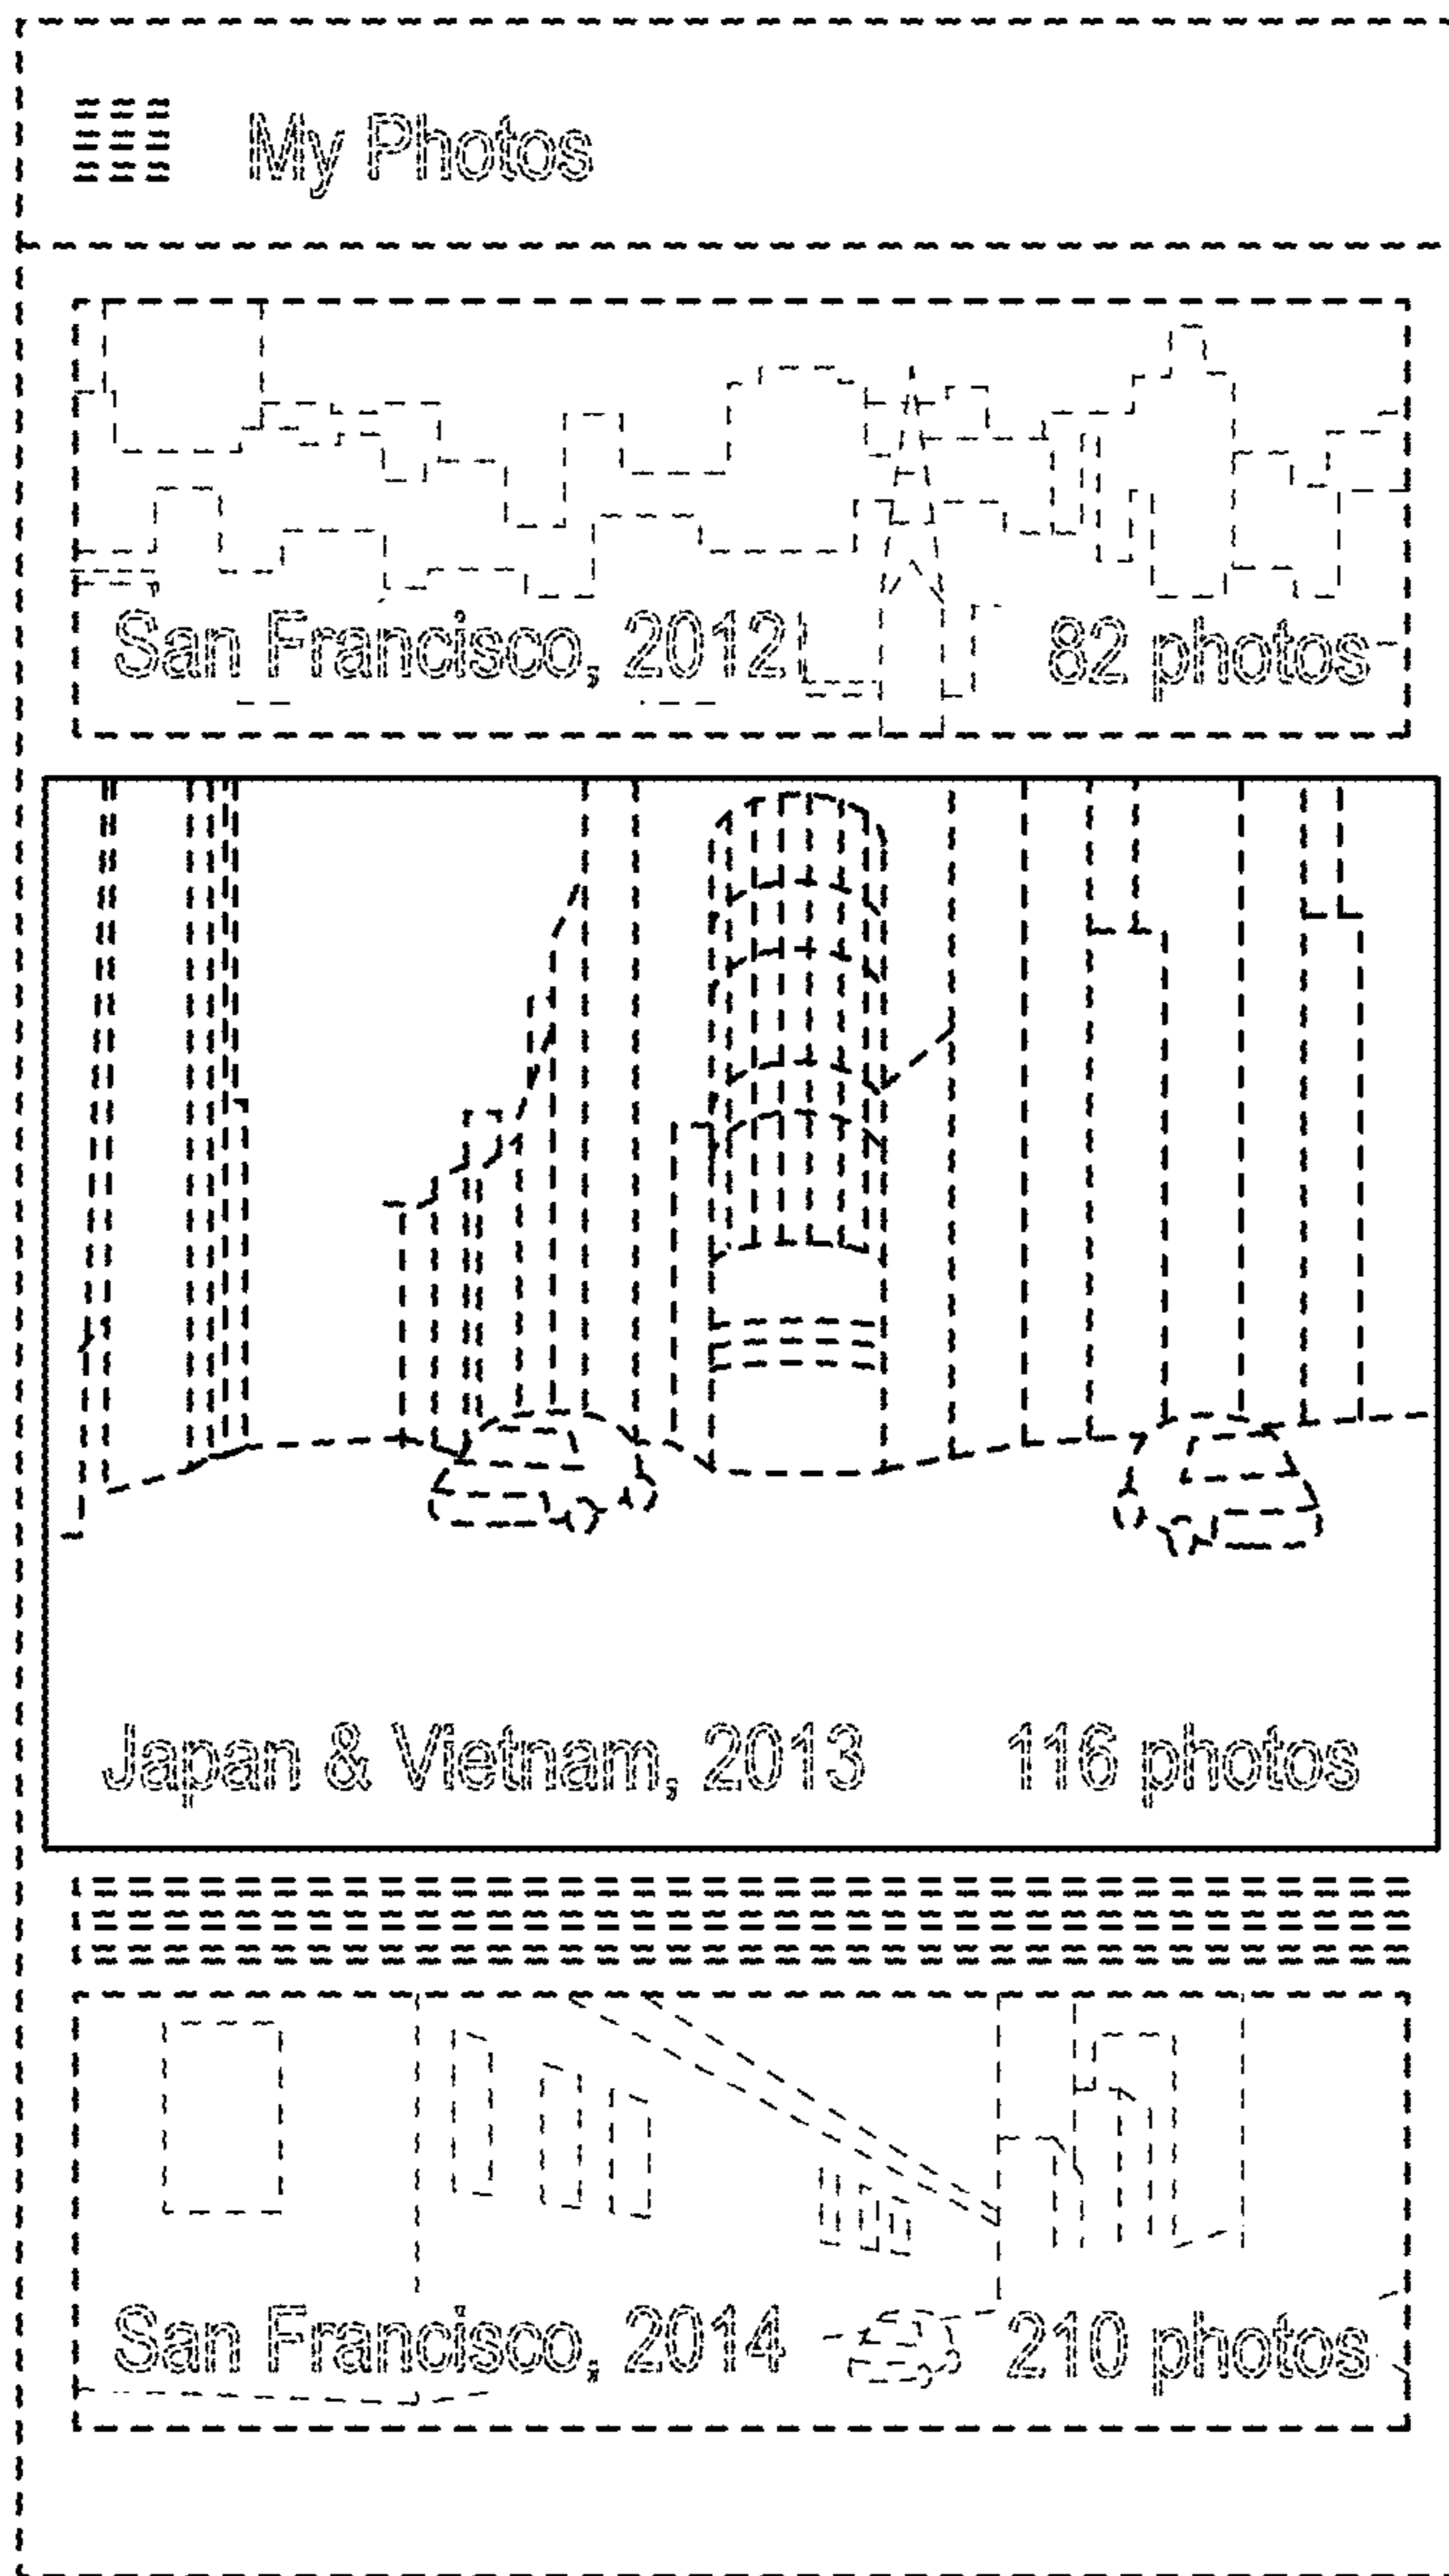 My Photos
San Francisco, 2012 82 photos
Japan & Vietnam, 2013 116 photos
San Francisco, 2014 210 photos